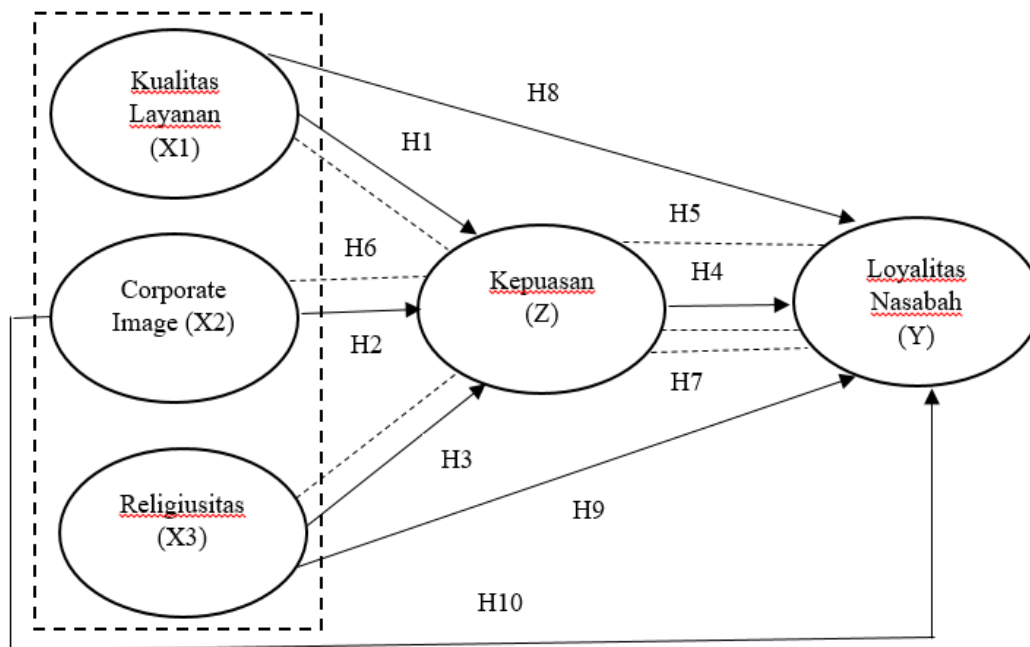 Kualitas
Layanan
(X1)
H8
H1
H5
H6
Corporate
Image (X2)
Kepuasan
(Z)
H4
Loyalitas
Nasabah
(Y)
H2
H7
H3
Religiusitas
(X3)
H9
H10